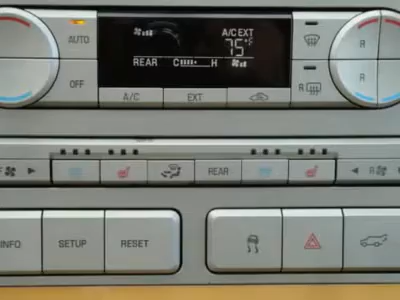 AUTO
A/C EXT
75°F
REAR C H
OFF
A/C EXT
R
R
R
F REAR R
INFO SETUP RESET